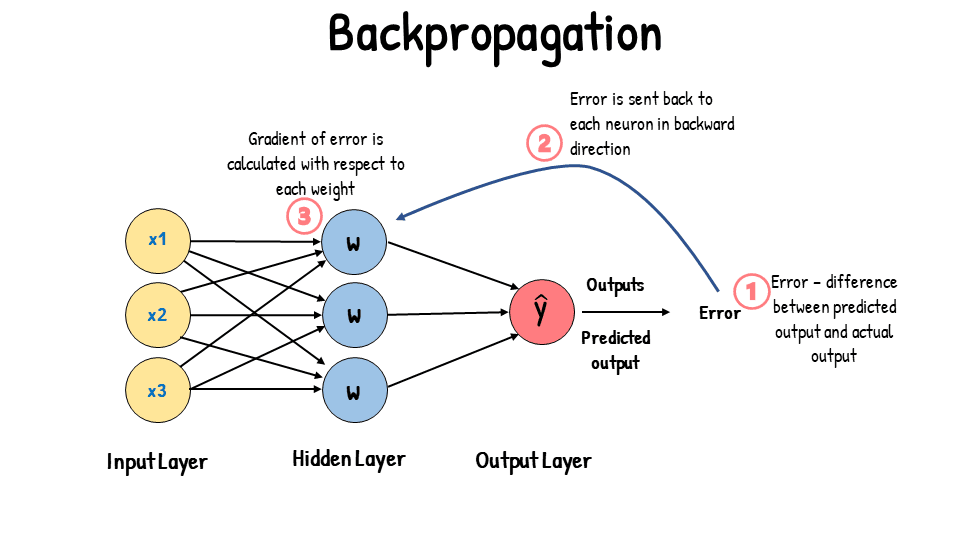 Backpropagation
Error is sent back to
each neuron in backward
direction
2
Gradient of error is
calculated with respect to
each weight
3
x1
x2
x3
w
w
w
ŷ
Outputs
Predicted
output
Error
1
Error – difference
between predicted
output and actual
output
Input Layer
Hidden Layer
Output Layer